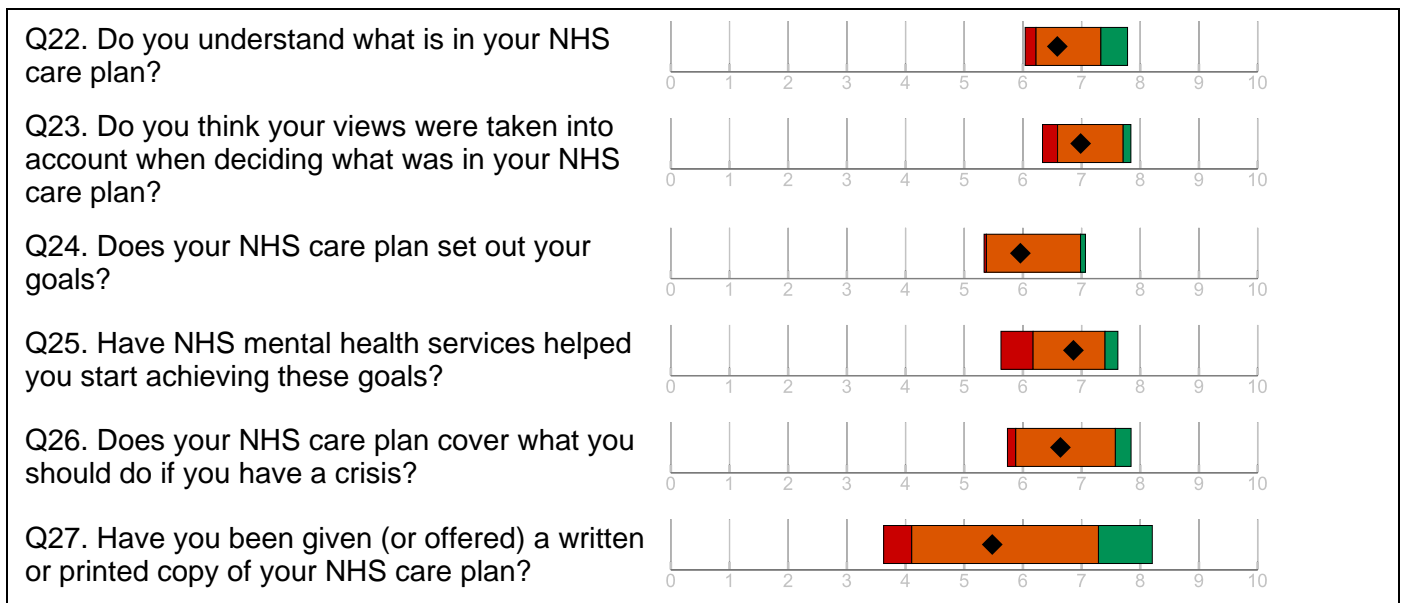 Q22. Do you understand what is in your NHS
care plan?
0 1 2 3 4 5 6 7 8 9 10
Q23. Do you think your views were taken into
account when deciding what was in your NHS
care plan?
0 1 2 3 4 5 6 7 8 9 10
Q24. Does your NHS care plan set out your
goals?
0 1 2 3 4 5 6 7 8 9 10
Q25. Have NHS mental health services helped
you start achieving these goals?
0 1 2 3 4 5 6 7 8 9 10
Q26. Does your NHS care plan cover what you
should do if you have a crisis?
0 1 2 3 4 5 6 7 8 9 10
Q27. Have you been given (or offered) a written
or printed copy of your NHS care plan?
0 1 2 3 4 5 6 7 8 9 10